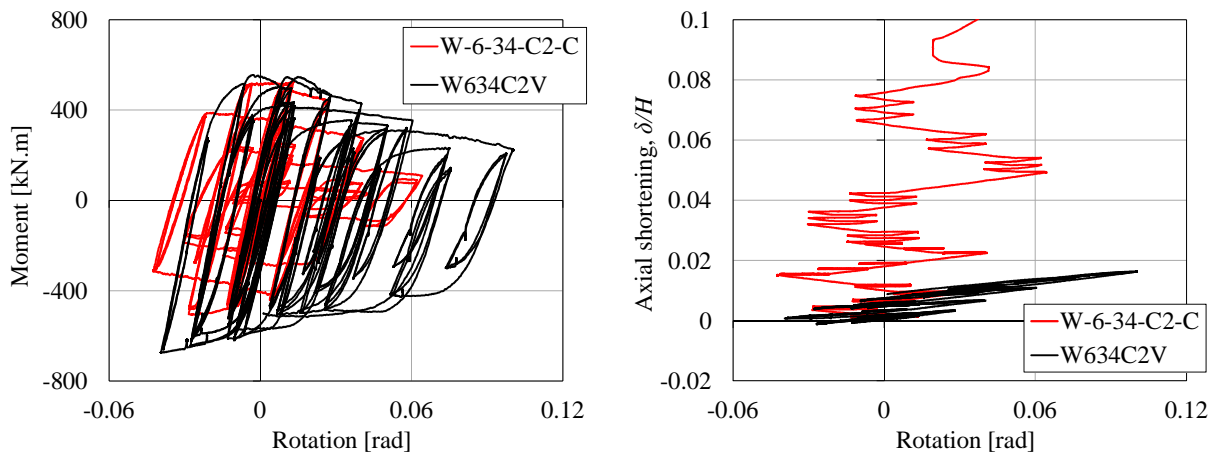 800
400
0
-400
-800
Moment [kN.m]
-0.06
0
0.06
0.12
Rotation [rad]
W-6-34-C2-C
W634C2V
0.1
0.08
0.06
0.04
0.02
0
-0.02
Axial shortening, δ/H
-0.06
0
0.06
0.12
Rotation [rad]
W-6-34-C2-C
W634C2V